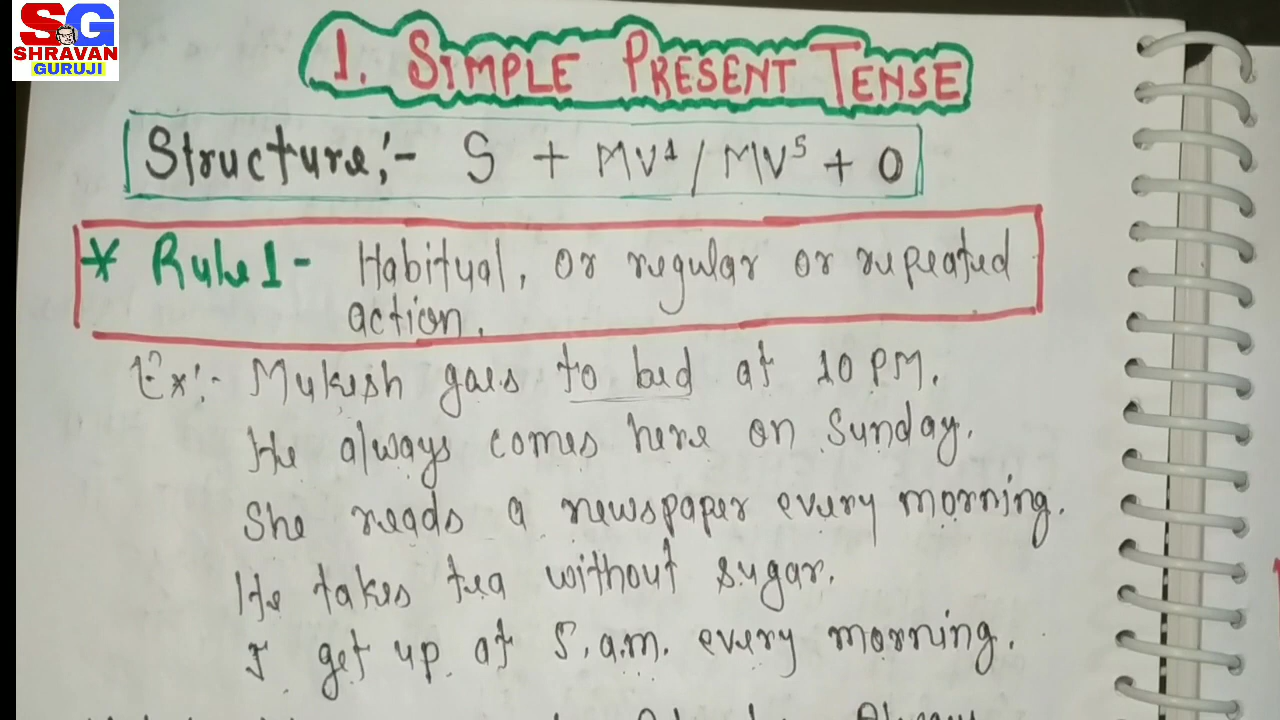 SG
SHRAVAN
GURUJI
1. SIMPLE PRESENT TENSE
Structure:- S + MV¹ / MV⁵ + O
* Rule 1- Habitual, or regular or repeated
action.
Ex:- Mukesh goes to bed at 10 PM.
He always comes here on Sunday.
She reads a newspaper every morning.
He takes tea without sugar.
I get up at 5. a.m. every morning.